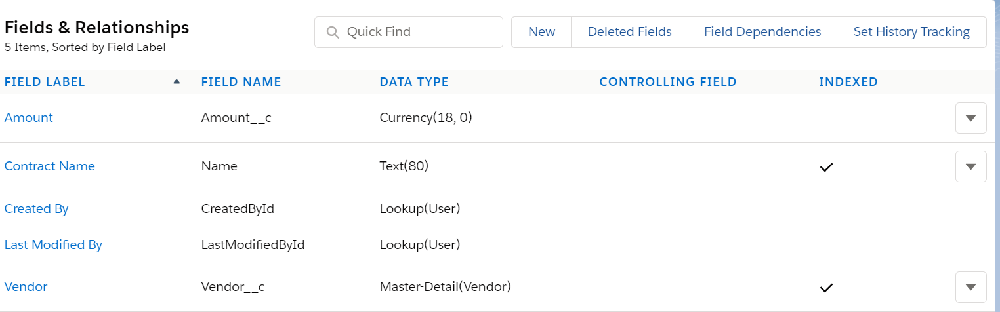 Fields & Relationships
5 Items, Sorted by Field Label
Quick Find
New
Deleted Fields
Field Dependencies
Set History Tracking
FIELD LABEL FIELD NAME DATA TYPE CONTROLLING FIELD INDEXED
Amount Amount__c Currency(18, 0)
Contract Name Name Text(80)
Created By CreatedById Lookup(User)
Last Modified By LastModifiedById Lookup(User)
Vendor Vendor__c Master-Detail(Vendor)